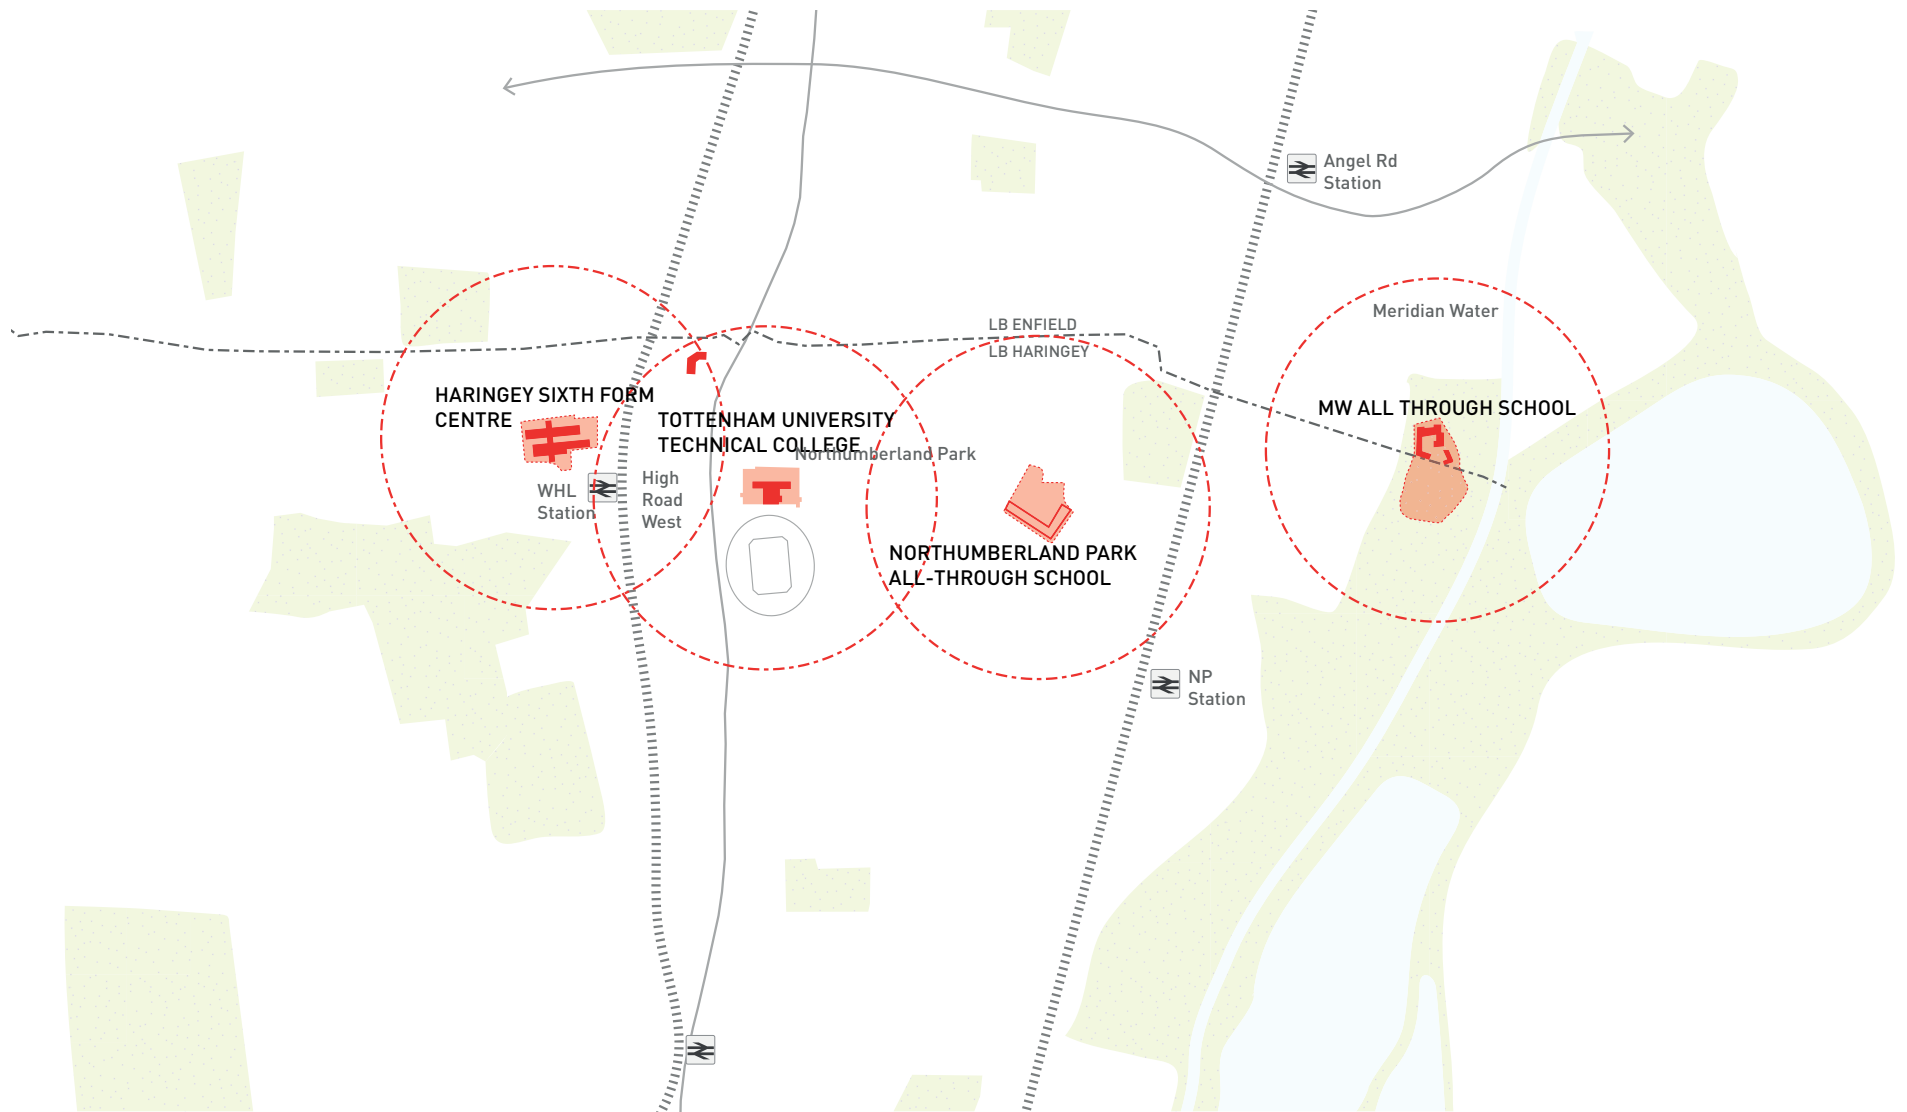 Angel Rd
Station
Meridian Water
LB ENFIELD
LB HARINGEY
HARINGEY SIXTH FORM
CENTRE
TOTTENHAM UNIVERSITY
TECHNICAL COLLEGE
Northumberland Park
MW ALL THROUGH SCHOOL
WHL
Station
High
Road
West
NORTHUMBERLAND PARK
ALL-THROUGH SCHOOL
NP
Station